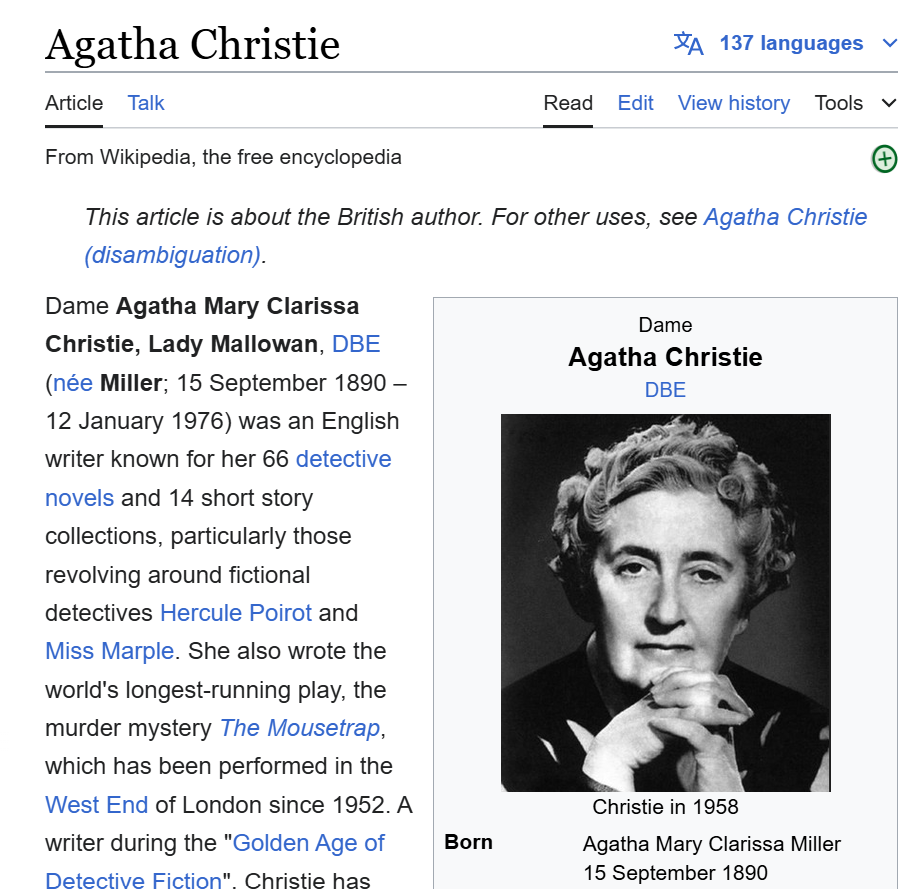 Agatha Christie
137 languages
Article Talk Read Edit View history Tools
From Wikipedia, the free encyclopedia
This article is about the British author. For other uses, see Agatha Christie
(disambiguation).
Dame Agatha Mary Clarissa
Christie, Lady Mallowan, DBE
(née Miller; 15 September 1890 –
12 January 1976) was an English
writer known for her 66 detective
novels and 14 short story
collections, particularly those
revolving around fictional
detectives Hercule Poirot and
Miss Marple. She also wrote the
world's longest-running play, the
murder mystery The Mousetrap,
which has been performed in the
West End of London since 1952. A
writer during the "Golden Age of
Detective Fiction", Christie has
Dame
Agatha Christie
DBE
Christie in 1958
Born Agatha Mary Clarissa Miller
15 September 1890